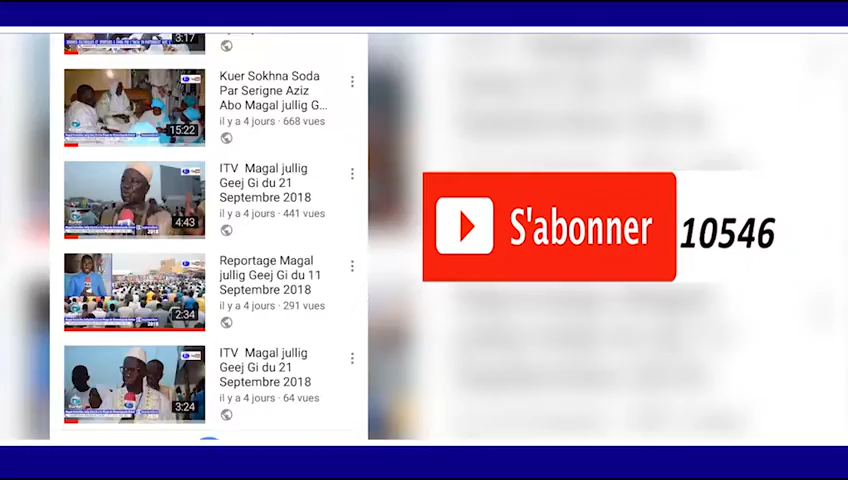 3:17
Kuer Sokhna Soda
Par Serigne Aziz
Abo Magal jullig G...
il y a 4 jours · 668 vues
15:22
ITV Magal jullig
Geej Gi du 21
Septembre 2018
il y a 4 jours · 441 vues
4:43
Reportage Magal
jullig Geej Gi du 11
Septembre 2018
il y a 4 jours · 291 vues
2:34
ITV Magal jullig
Geej Gi du 21
Septembre 2018
il y a 4 jours · 64 vues
3:24
S'abonner
10546